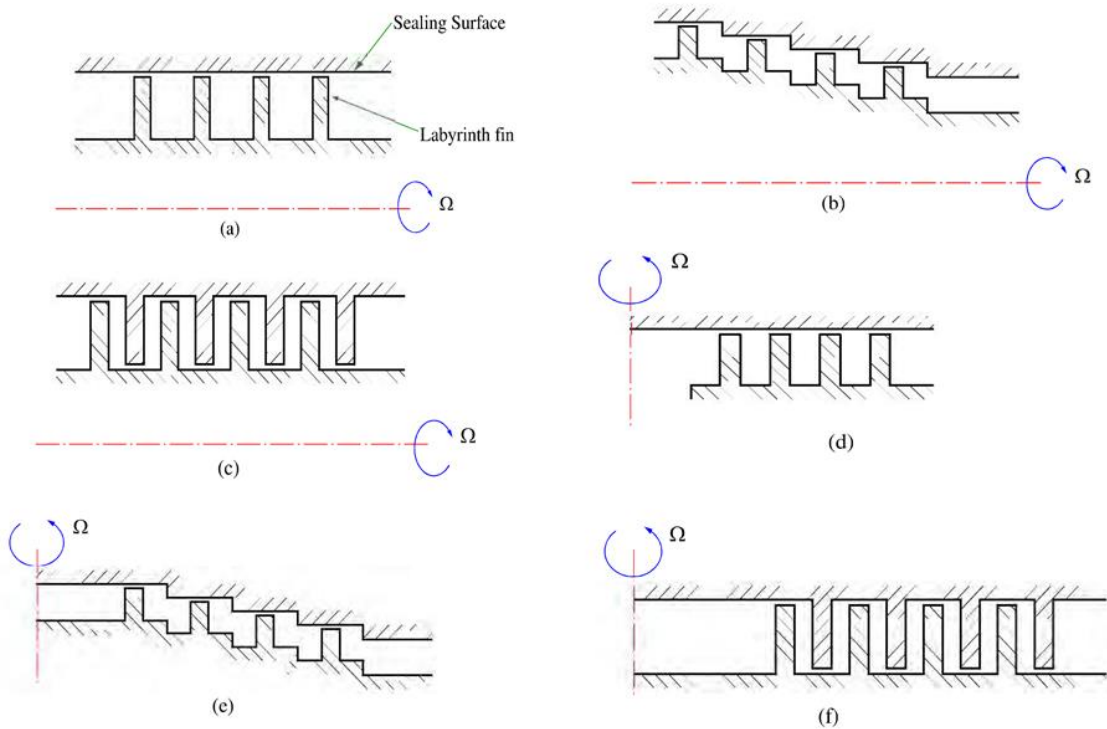 Sealing Surface
Labyrinth fin
Ω
(a)
Ω
(b)
Ω
(c)
Ω
(d)
Ω
(e)
Ω
(f)